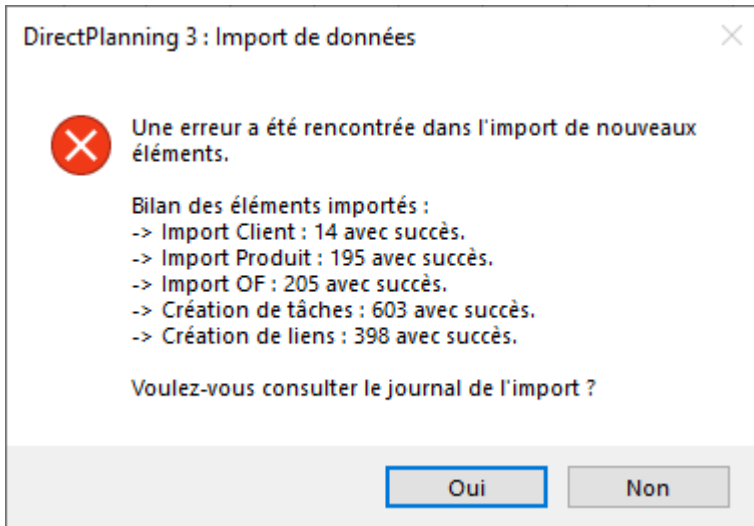 DirectPlanning 3 : Import de données
Une erreur a été rencontrée dans l'import de nouveaux
éléments.
Bilan des éléments importés :
-> Import Client : 14 avec succès.
-> Import Produit : 195 avec succès.
-> Import OF : 205 avec succès.
-> Création de tâches : 603 avec succès.
-> Création de liens : 398 avec succès.
Voulez-vous consulter le journal de l'import ?
Oui
Non